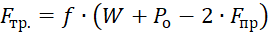 Fтр. = f · (W + Pо − 2 · Fпр)